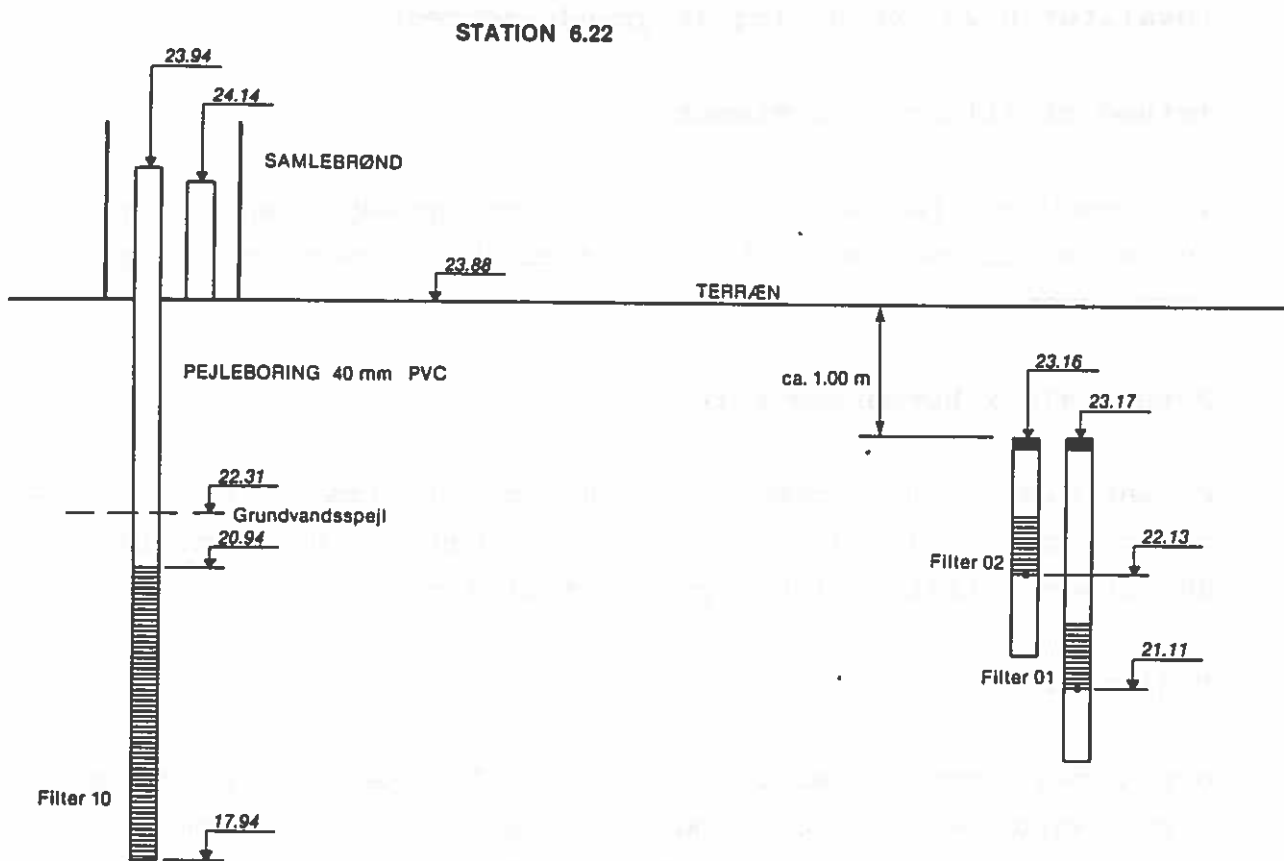 STATION 6.22
23.94
24.14
SAMLEBRØND
23.88
TERRÆN
PEJLEBORING 40 mm PVC
ca. 1.00 m
23.16
23.17
22.31
Grundvandsspejl
20.94
Filter 02
22.13
21.11
Filter 01
Filter 10
17.94